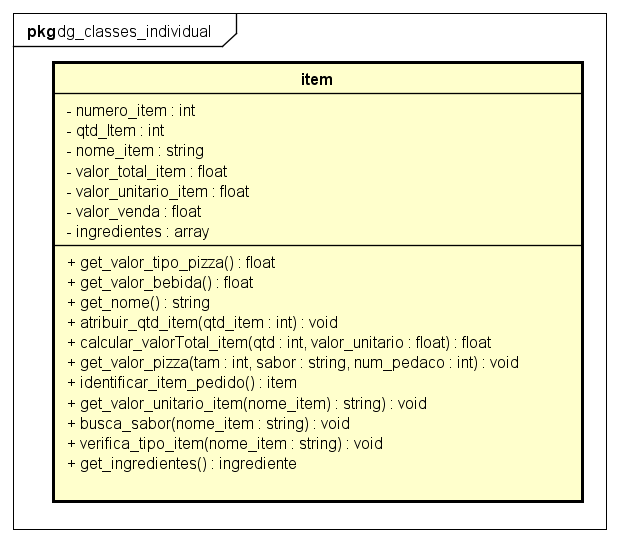 pkg dg_classes_individual
item
- numero_item : int
- qtd_Item : int
- nome_item : string
- valor_total_item : float
- valor_unitario_item : float
- valor_venda : float
- ingredientes : array
+ get_valor_tipo_pizza() : float
+ get_valor_bebida() : float
+ get_nome() : string
+ atribuir_qtd_item(qtd_item : int) : void
+ calcular_valorTotal_item(qtd : int, valor_unitario : float) : float
+ get_valor_pizza(tam : int, sabor : string, num_pedaco : int) : void
+ identificar_item_pedido() : item
+ get_valor_unitario_item(nome_item) : string) : void
+ busca_sabor(nome_item : string) : void
+ verifica_tipo_item(nome_item : string) : void
+ get_ingredientes() : ingrediente